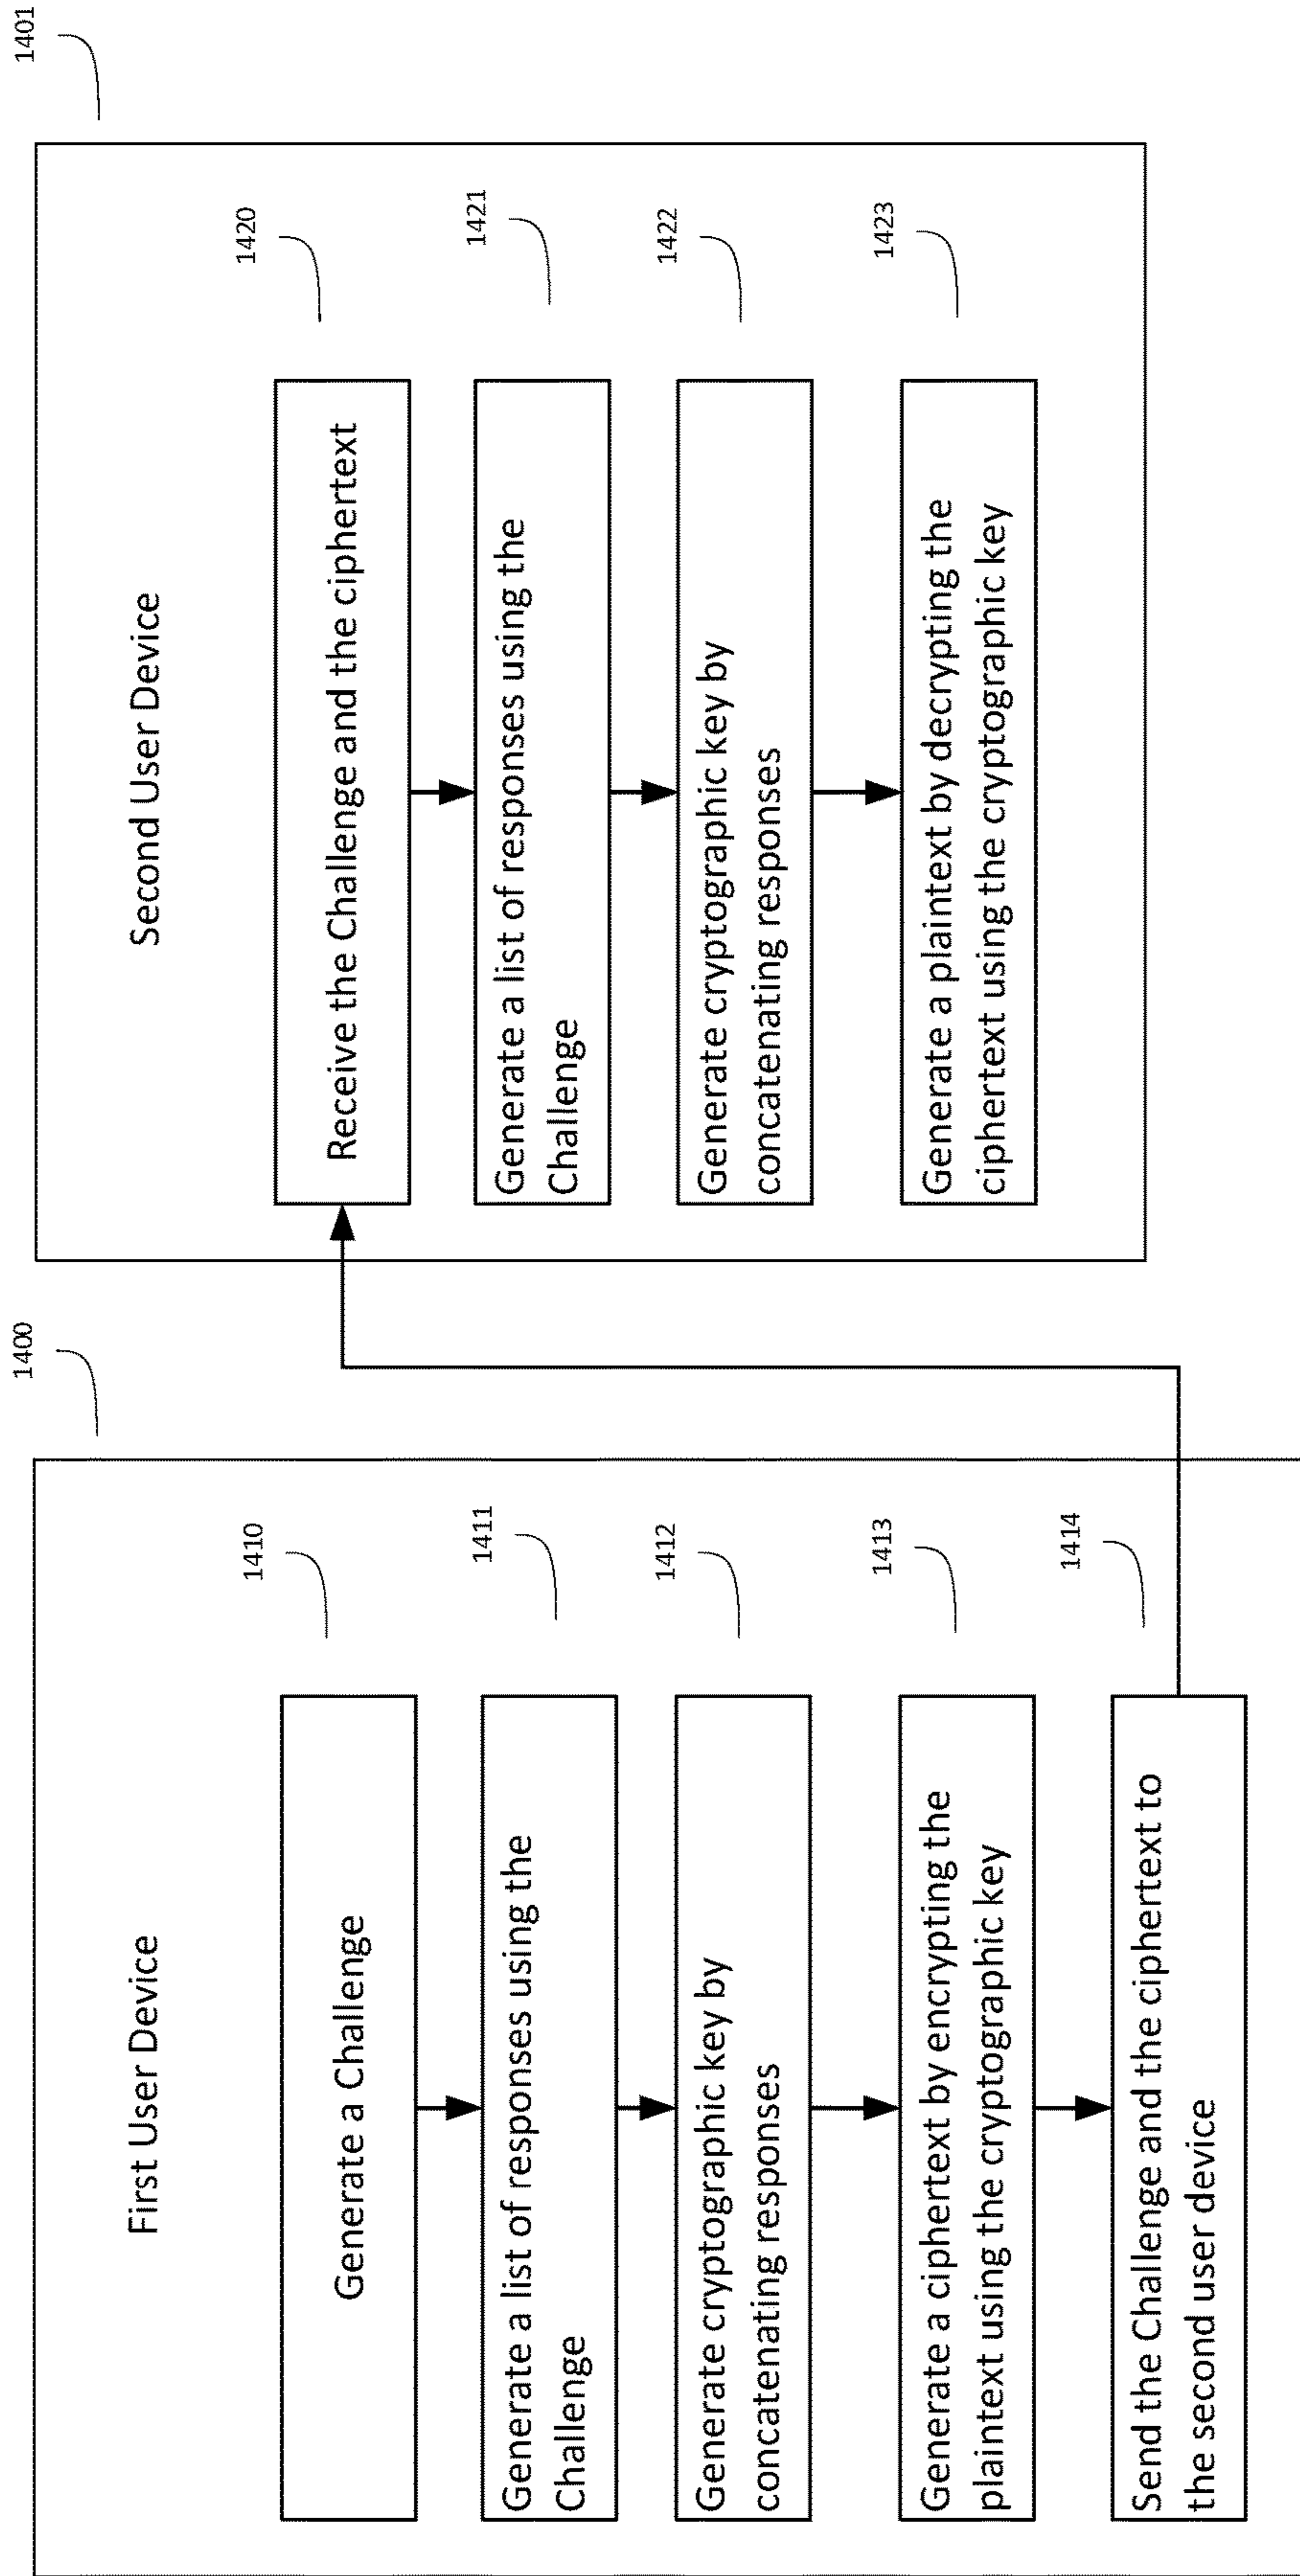 1400
First User Device
1410
Generate a Challenge
1411
Generate a list of responses using the
Challenge
1412
Generate cryptographic key by
concatenating responses
1413
Generate a ciphertext by encrypting the
plaintext using the cryptographic key
1414
Send the Challenge and the ciphertext to
the second user device
1401
Second User Device
1420
Receive the Challenge and the ciphertext
1421
Generate a list of responses using the
Challenge
1422
Generate cryptographic key by
concatenating responses
1423
Generate a plaintext by decrypting the
ciphertext using the cryptographic key